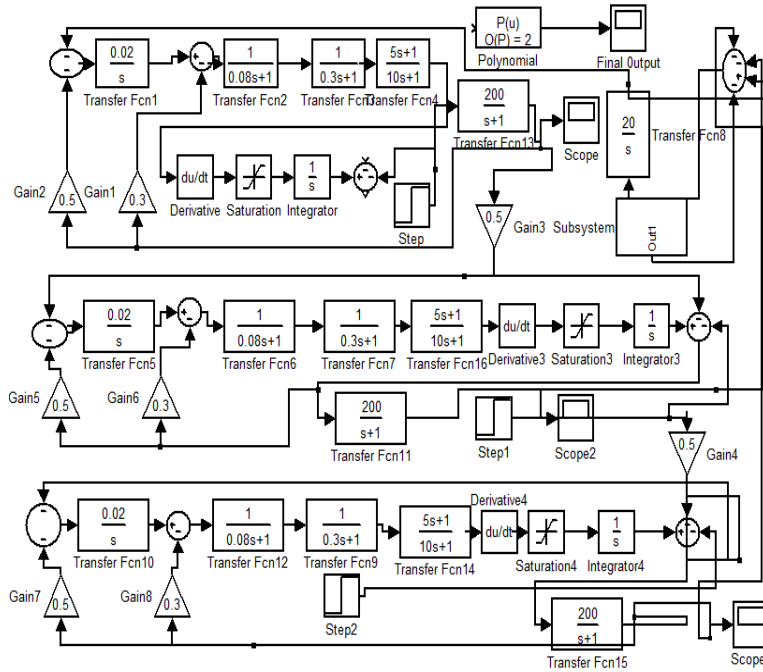 P(u)
O(P) = 2
Polynomial
Final Output
0.02
s
Transfer Fcn1
1
0.08s+1
Transfer Fcn2
1
0.3s+1
Transfer Fcn3
5s+1
10s+1
Transfer Fcn4
200
s+1
Transfer Fcn13
Scope
20
s
Transfer Fcn8
Gain2
0.5
Gain1
0.3
du/dt
Derivative
Saturation
1
s
Integrator
Step
0.5
Gain3
Subsystem
Out1
0.02
s
Transfer Fcn5
1
0.08s+1
Transfer Fcn6
1
0.3s+1
Transfer Fcn7
5s+1
10s+1
Transfer Fcn16
du/dt
Derivative3
Saturation3
1
s
Integrator3
Gain5
0.5
Gain6
0.3
200
s+1
Transfer Fcn11
Step1
Scope2
0.5
Gain4
0.02
s
Transfer Fcn10
1
0.08s+1
Transfer Fcn12
1
0.3s+1
Transfer Fcn9
5s+1
10s+1
Transfer Fcn14
Derivative4
du/dt
Saturation4
1
s
Integrator4
Gain7
0.5
Gain8
0.3
Step2
200
s+1
Transfer Fcn15
Scope